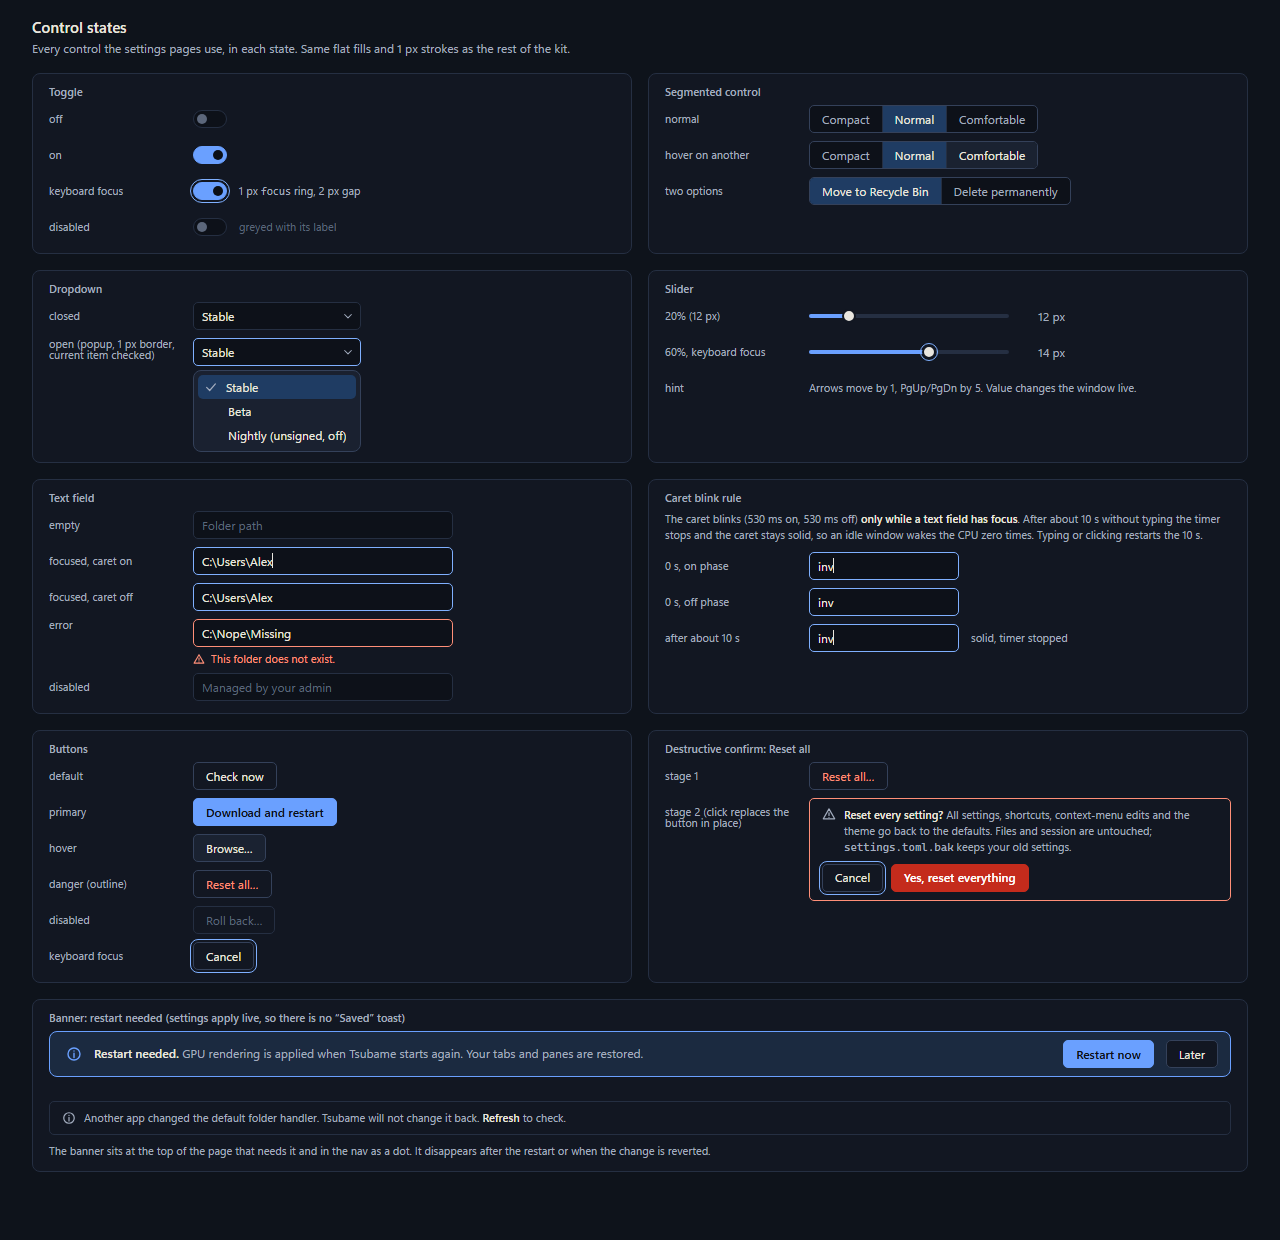 Control states
Every control the settings pages use, in each state. Same flat fills and 1 px strokes as the rest of the kit.
Toggle
off
on
keyboard focus
1 px focus ring, 2 px gap
disabled
greyed with its label
Segmented control
normal
Compact
Normal
Comfortable
hover on another
Compact
Normal
Comfortable
two options
Move to Recycle Bin
Delete permanently
Dropdown
closed
Stable
open (popup, 1 px border,
current item checked)
Stable
Stable
Beta
Nightly (unsigned, off)
Slider
20% (12 px)
12 px
60%, keyboard focus
14 px
hint
Arrows move by 1, PgUp/PgDn by 5. Value changes the window live.
Text field
empty
Folder path
focused, caret on
C:\Users\Alex
focused, caret off
C:\Users\Alex
error
C:\Nope\Missing
This folder does not exist.
disabled
Managed by your admin
Caret blink rule
The caret blinks (530 ms on, 530 ms off) only while a text field has focus. After about 10 s without typing the timer
stops and the caret stays solid, so an idle window wakes the CPU zero times. Typing or clicking restarts the 10 s.
0 s, on phase
inv
0 s, off phase
inv
after about 10 s
inv
solid, timer stopped
Buttons
default
Check now
primary
Download and restart
hover
Browse...
danger (outline)
Reset all...
disabled
Roll back...
keyboard focus
Cancel
Destructive confirm: Reset all
stage 1
Reset all...
stage 2 (click replaces the
button in place)
Reset every setting? All settings, shortcuts, context-menu edits and the
theme go back to the defaults. Files and session are untouched;
settings.toml.bak keeps your old settings.
Cancel
Yes, reset everything
Banner: restart needed (settings apply live, so there is no “Saved” toast)
Restart needed. GPU rendering is applied when Tsubame starts again. Your tabs and panes are restored.
Restart now
Later
Another app changed the default folder handler. Tsubame will not change it back. Refresh to check.
The banner sits at the top of the page that needs it and in the nav as a dot. It disappears after the restart or when the change is reverted.